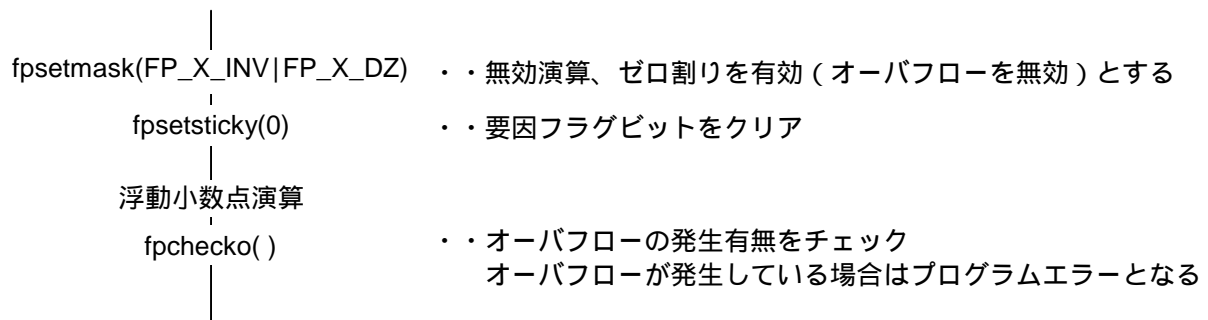 fpsetmask(FP_X_INV|FP_X_DZ) ・・無効演算、ゼロ割りを有効（オーバフローを無効）とする
fpsetsticky(0) ・・要因フラグビットをクリア
浮動小数点演算
fpchecko( ) ・・オーバフローの発生有無をチェック
オーバフローが発生している場合はプログラムエラーとなる